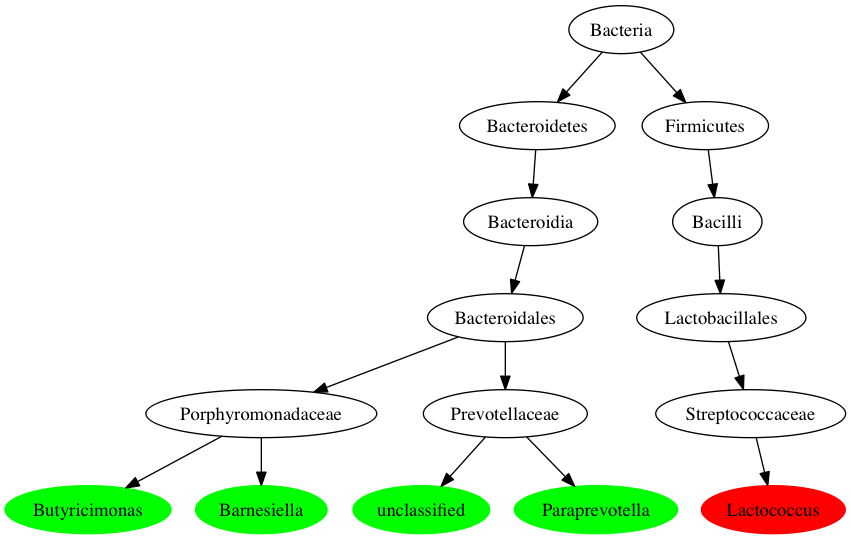 Bacteria
Bacteroidetes
Firmicutes
Bacteroidia
Bacilli
Bacteroidales
Lactobacillales
Porphyromonadaceae
Prevotellaceae
Streptococcaceae
Butyricimonas
Barnesiella
unclassified
Paraprevotella
Lactococcus